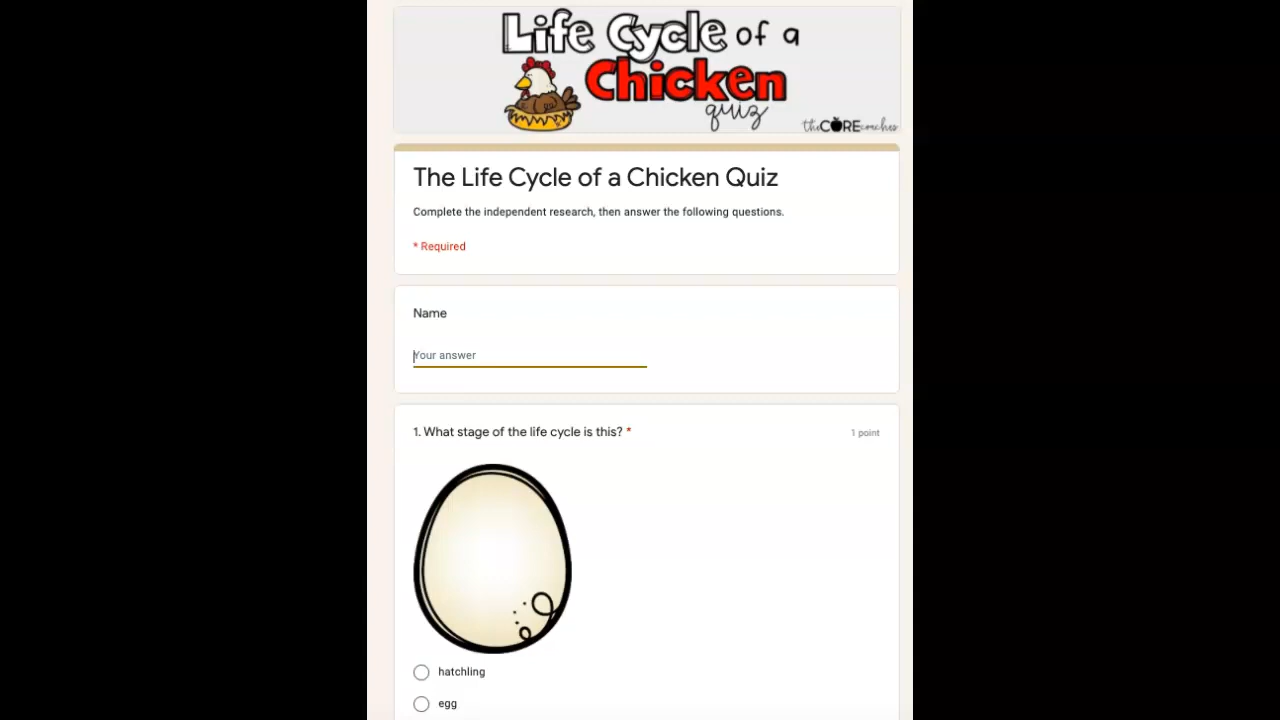 Life Cycle of a
Chicken
quiz
theCOREcoaches
The Life Cycle of a Chicken Quiz
Complete the independent research, then answer the following questions.
* Required
Name
Your answer
1. What stage of the life cycle is this? *
1 point
hatchling
egg